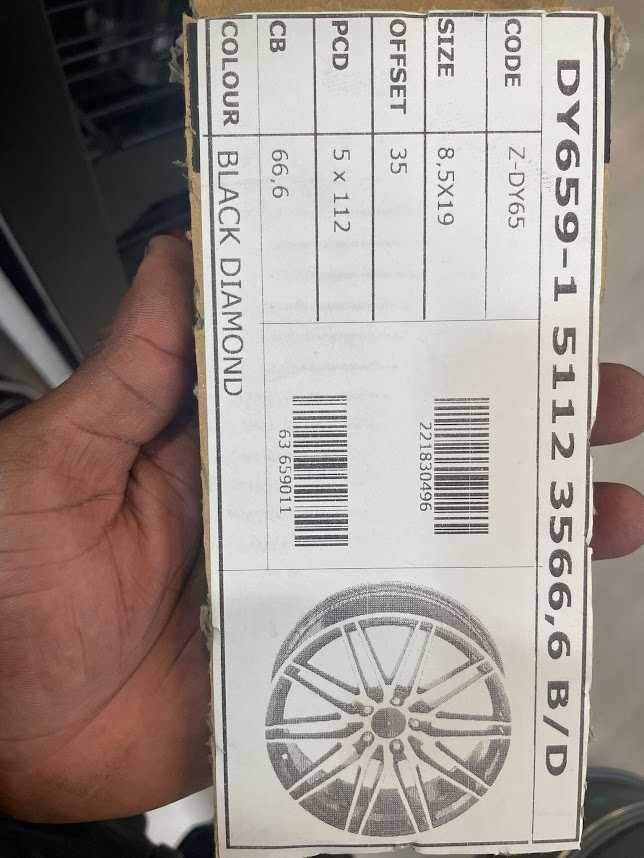 DY659-1 5112 3566,6 B/D
CODE Z-DY65
SIZE 8,5X19
OFFSET 35
PCD 5 x 112
CB 66,6
COLOUR BLACK DIAMOND
221830496
63 659011